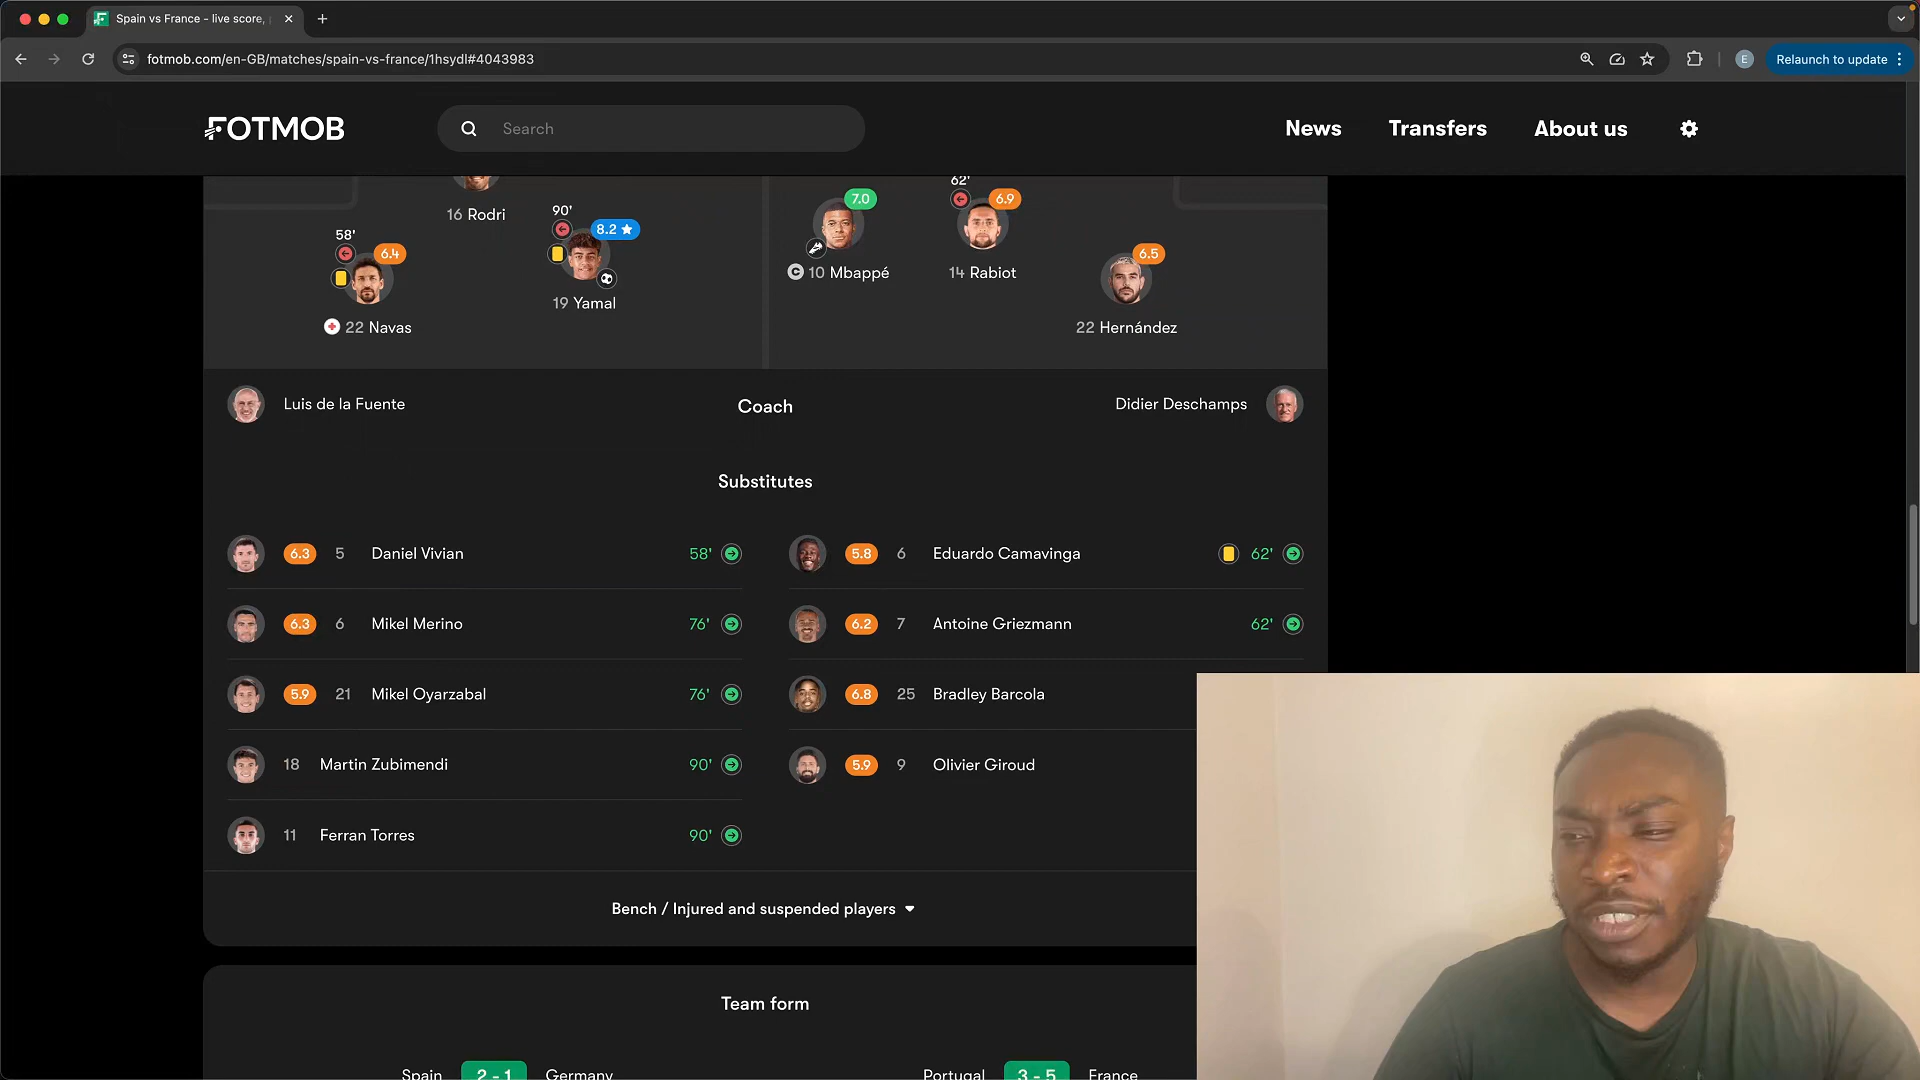 Spain vs France - live score,
fotmob.com/en-GB/matches/spain-vs-france/1hsydl#4043983
E
Relaunch to update
FOTMOB
Search
News
Transfers
About us
16 Rodri
58'
6.4
22 Navas
90'
8.2
19 Yamal
7.0
C 10 Mbappé
62'
6.9
14 Rabiot
6.5
22 Hernández
Luis de la Fuente
Coach
Didier Deschamps
Substitutes
6.3 5 Daniel Vivian 58'
6.3 6 Mikel Merino 76'
5.9 21 Mikel Oyarzabal 76'
18 Martin Zubimendi 90'
11 Ferran Torres 90'
5.8 6 Eduardo Camavinga 62'
6.2 7 Antoine Griezmann 62'
6.8 25 Bradley Barcola
5.9 9 Olivier Giroud
Bench / Injured and suspended players
Team form
Spain 2 - 1 Germany
Portugal 3 - 5 France